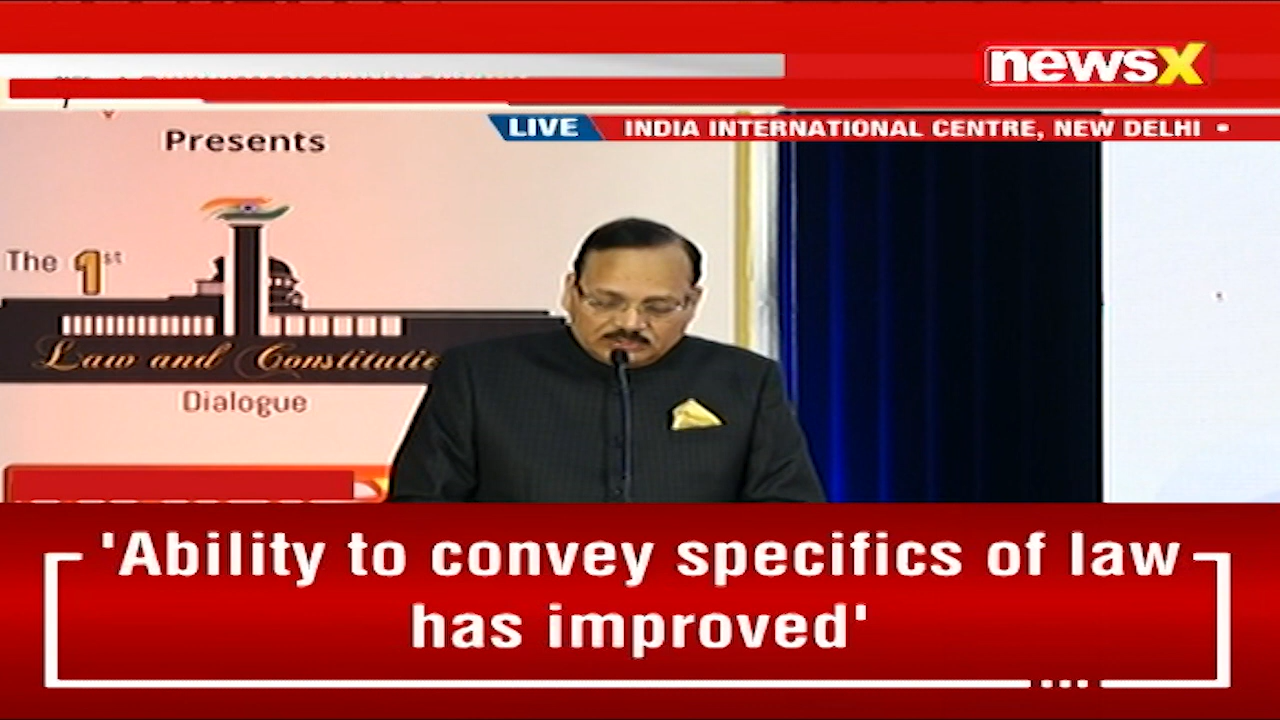 newsX
LIVE
INDIA INTERNATIONAL CENTRE, NEW DELHI
Presents
The 1st
Law and Constitutio
Dialogue
'Ability to convey specifics of law
has improved'